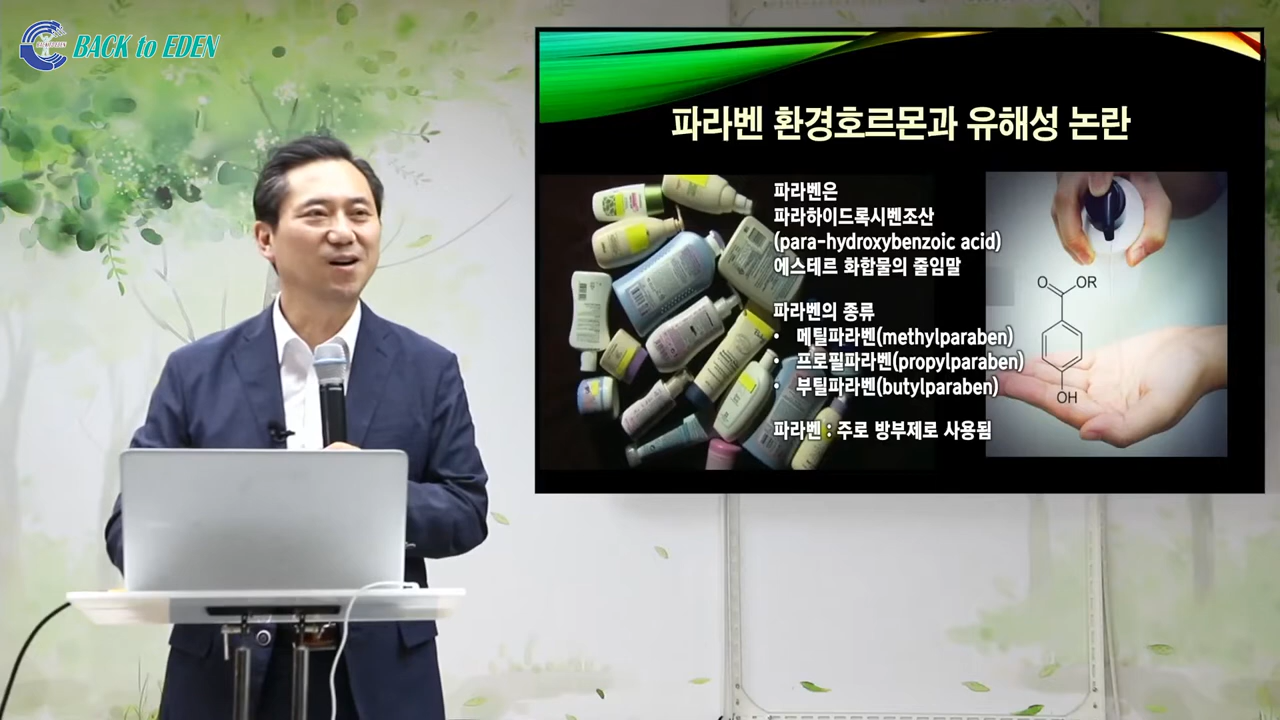 BACK to EDEN
파라벤 환경호르몬과 유해성 논란
파라벤은
파라하이드록시벤조산
(para-hydroxybenzoic acid)
에스테르 화합물의 줄임말
파라벤의 종류
• 메틸파라벤(methylparaben)
• 프로필파라벤(propylparaben)
• 부틸파라벤(butylparaben)
파라벤 : 주로 방부제로 사용됨
O
OR
OH